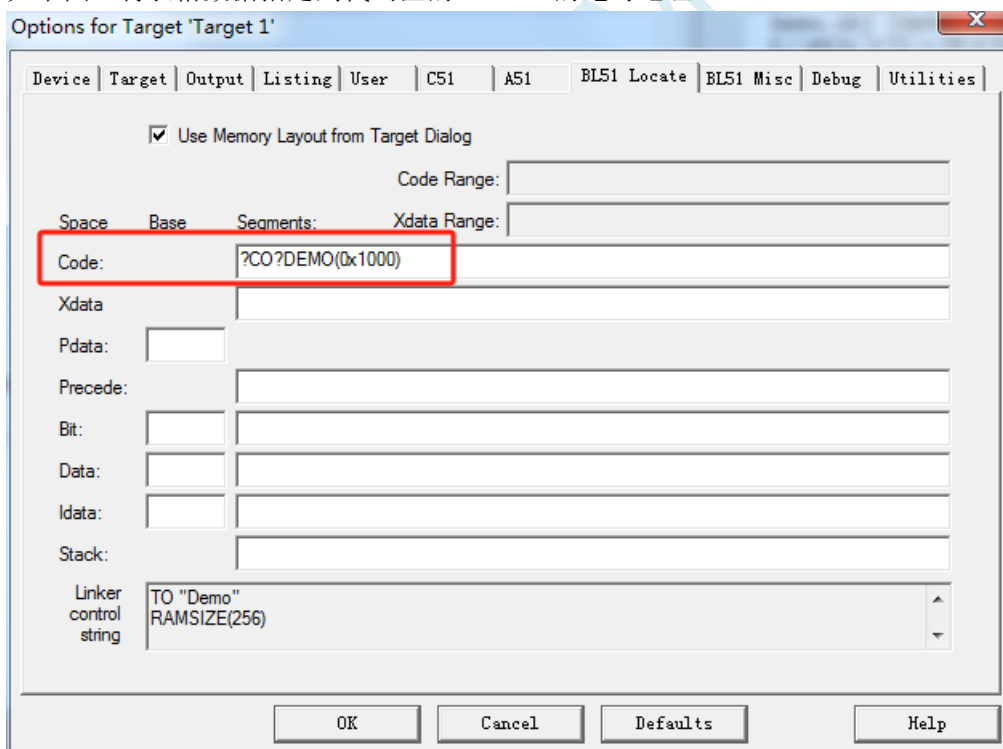 Options for Target 'Target 1'
Device Target Output Listing User C51 A51 BL51 Locate BL51 Misc Debug Utilities
Use Memory Layout from Target Dialog
Code Range:
Space Base Segments: Xdata Range:
Code: ?CO?DEMO(0x1000)
Xdata
Pdata:
Precede:
Bit:
Data:
Idata:
Stack:
Linker control string
TO "Demo"
RAMSIZE(256)
OK Cancel Defaults Help